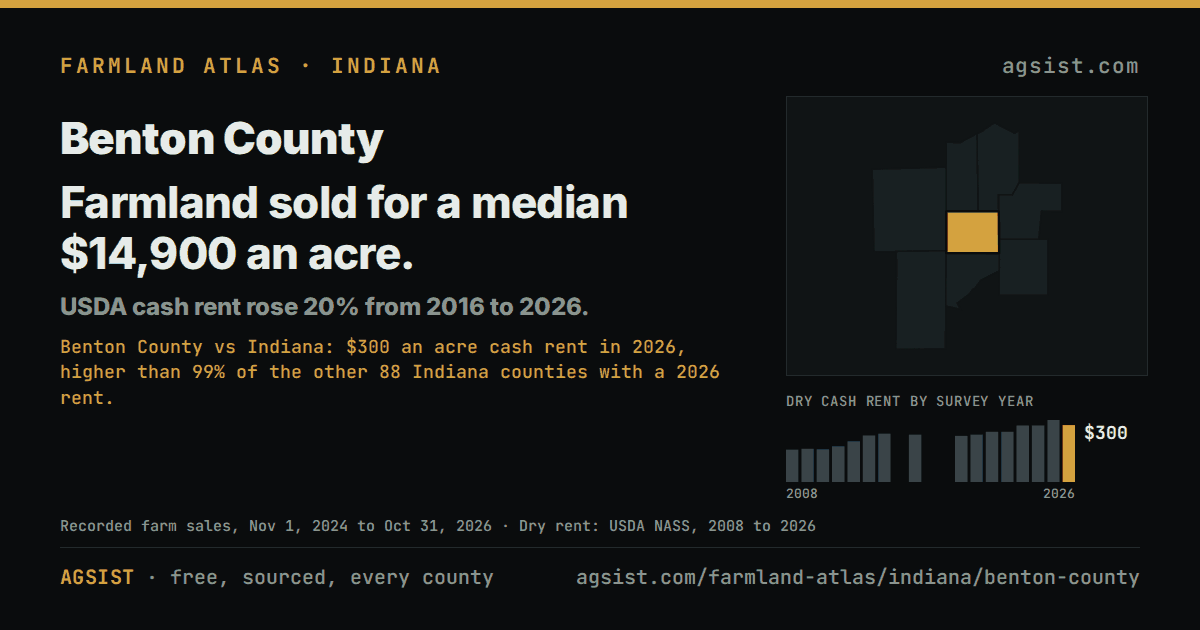 FARMLAND ATLAS · INDIANA
agsist.com
Benton County
Farmland sold for a median
$14,900 an acre.
USDA cash rent rose 20% from 2016 to 2026.
Benton County vs Indiana: $300 an acre cash rent in 2026,
higher than 99% of the other 88 Indiana counties with a 2026
rent.
DRY CASH RENT BY SURVEY YEAR
$300
2008
2026
Recorded farm sales, Nov 1, 2024 to Oct 31, 2026 · Dry rent: USDA NASS, 2008 to 2026
AGSIST · free, sourced, every county
agsist.com/farmland-atlas/indiana/benton-county